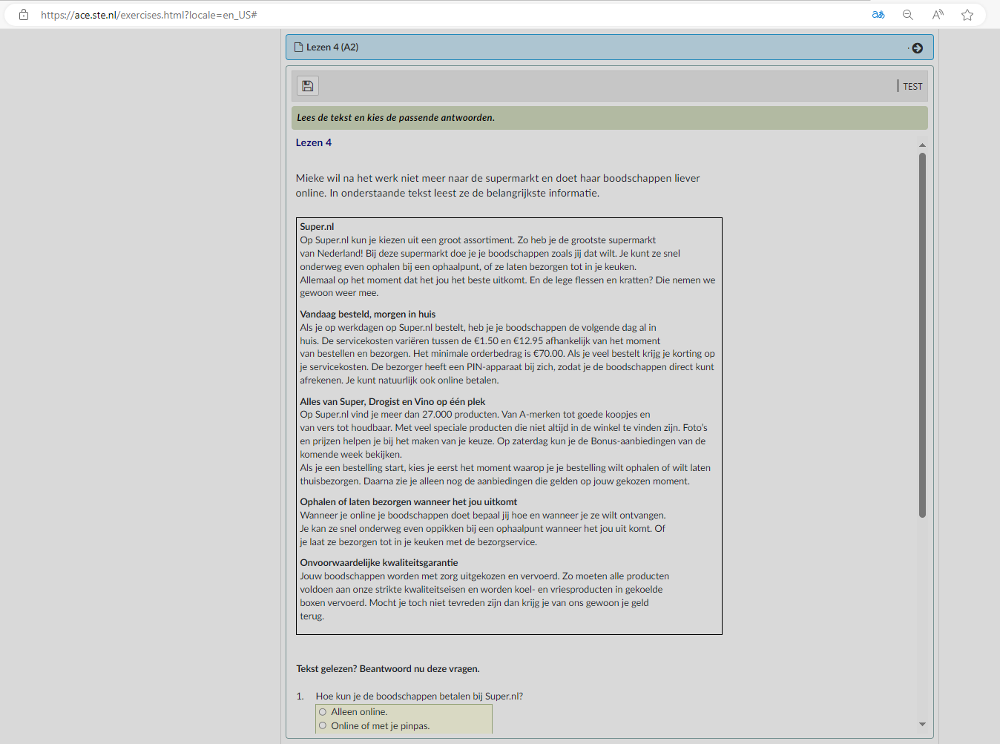 https://ace.ste.nl/exercises.html?locale=en_US#
Lezen 4 (A2)
TEST
Lees de tekst en kies de passende antwoorden.
Lezen 4
Mieke wil na het werk niet meer naar de supermarkt en doet haar boodschappen liever
online. In onderstaande tekst leest ze de belangrijkste informatie.
Super.nl
Op Super.nl kun je kiezen uit een groot assortiment. Zo heb je de grootste supermarkt
van Nederland! Bij deze supermarkt doe je je boodschappen zoals jij dat wilt. Je kunt ze snel
onderweg even ophalen bij een ophaalpunt, of ze laten bezorgen tot in je keuken.
Allemaal op het moment dat het jou het beste uitkomt. En de lege flessen en kratten? Die nemen we
gewoon weer mee.
Vandaag besteld, morgen in huis
Als je op werkdagen op Super.nl bestelt, heb je je boodschappen de volgende dag al in
huis. De servicekosten variëren tussen de €1.50 en €12.95 afhankelijk van het moment
van bestellen en bezorgen. Het minimale orderbedrag is €70.00. Als je veel bestelt krijg je korting op
je servicekosten. De bezorger heeft een PIN-apparaat bij zich, zodat je de boodschappen direct kunt
afrekenen. Je kunt natuurlijk ook online betalen.
Alles van Super, Drogist en Vino op één plek
Op Super.nl vind je meer dan 27.000 producten. Van A-merken tot goede koopjes en
van vers tot houdbaar. Met veel speciale producten die niet altijd in de winkel te vinden zijn. Foto's
en prijzen helpen je bij het maken van je keuze. Op zaterdag kun je de Bonus-aanbiedingen van de
komende week bekijken.
Als je een bestelling start, kies je eerst het moment waarop je je bestelling wilt ophalen of wilt laten
thuisbezorgen. Daarna zie je alleen nog de aanbiedingen die gelden op jouw gekozen moment.
Ophalen of laten bezorgen wanneer het jou uitkomt
Wanneer je online je boodschappen doet bepaal jij hoe en wanneer je ze wilt ontvangen.
Je kan ze snel onderweg even oppikken bij een ophaalpunt wanneer het jou uit komt. Of
je laat ze bezorgen tot in je keuken met de bezorgservice.
Onvoorwaardelijke kwaliteitsgarantie
Jouw boodschappen worden met zorg uitgekozen en vervoerd. Zo moeten alle producten
voldoen aan onze strikte kwaliteitseisen en worden koel- en vriesproducten in gekoelde
boxen vervoerd. Mocht je toch niet tevreden zijn dan krijg je van ons gewoon je geld
terug.
Tekst gelezen? Beantwoord nu deze vragen.
1. Hoe kun je de boodschappen betalen bij Super.nl?
Alleen online.
Online of met je pinpas.